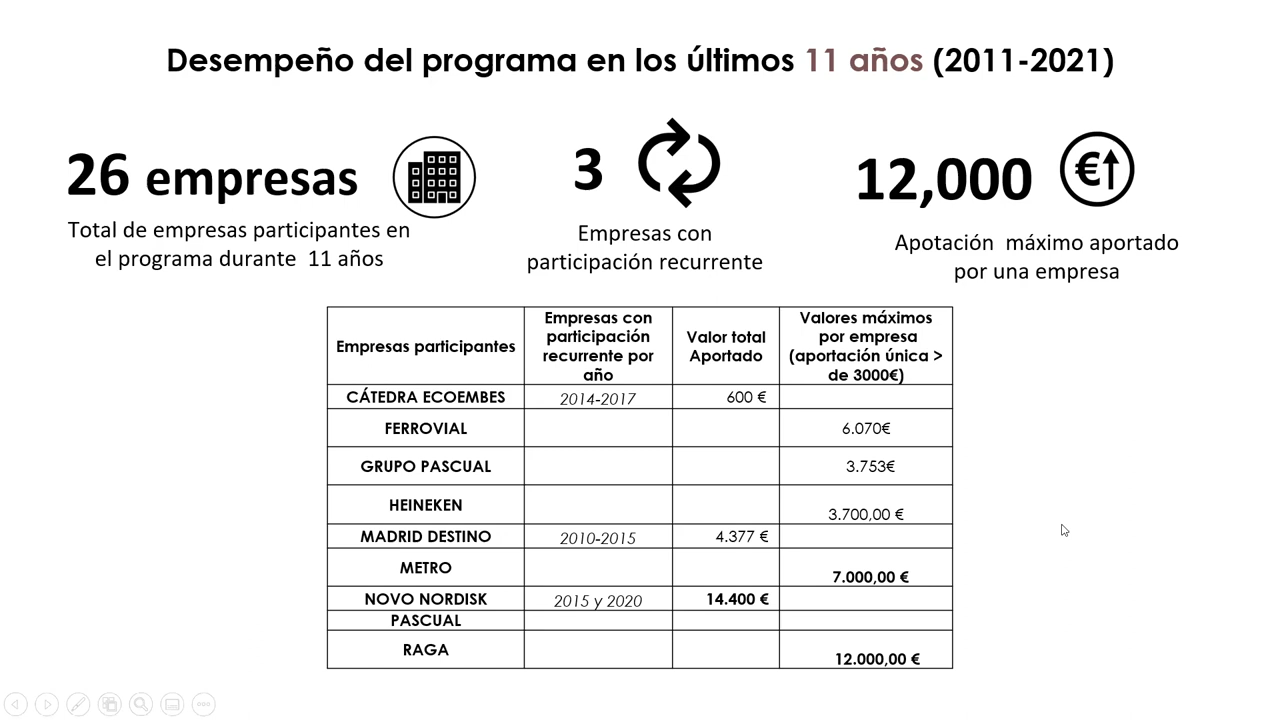 Desempeño del programa en los últimos 11 años (2011-2021)
26 empresas
Total de empresas participantes en
el programa durante 11 años
3
Empresas con
participación recurrente
12,000
€
Apotación máximo aportado
por una empresa
Empresas participantes
Empresas con
participación
recurrente por
año
Valor total
Aportado
Valores máximos
por empresa
(aportación única >
de 3000€)
CÁTEDRA ECOEMBES 2014-2017 600 €
FERROVIAL 6.070€
GRUPO PASCUAL 3.753€
HEINEKEN 3.700,00 €
MADRID DESTINO 2010-2015 4.377 €
METRO 7.000,00 €
NOVO NORDISK 2015 y 2020 14.400 €
PASCUAL
RAGA 12.000,00 €